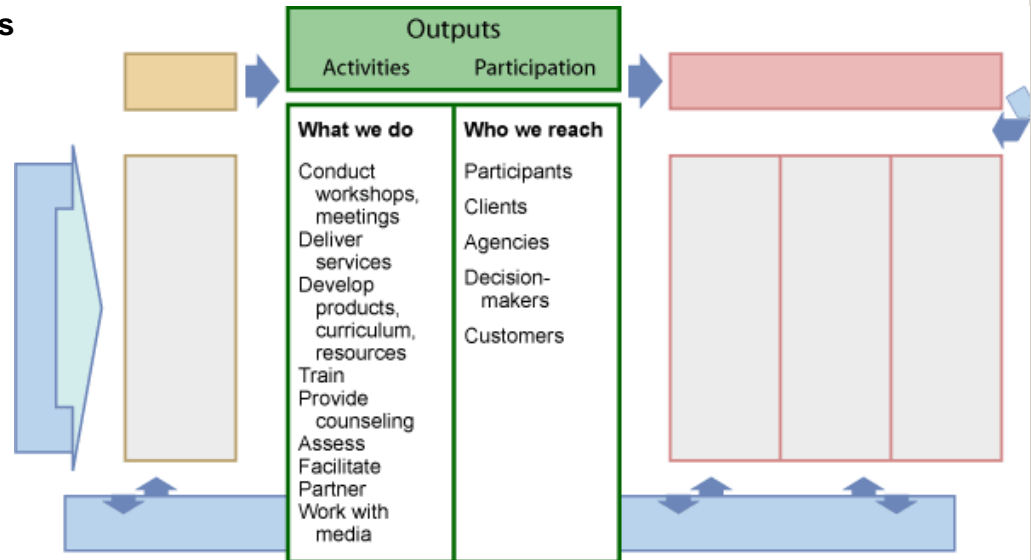 s
Outputs
Activities Participation
What we do
Conduct
workshops,
meetings
Deliver
services
Develop
products,
curriculum,
resources
Train
Provide
counseling
Assess
Facilitate
Partner
Work with
media
Who we reach
Participants
Clients
Agencies
Decision-
makers
Customers